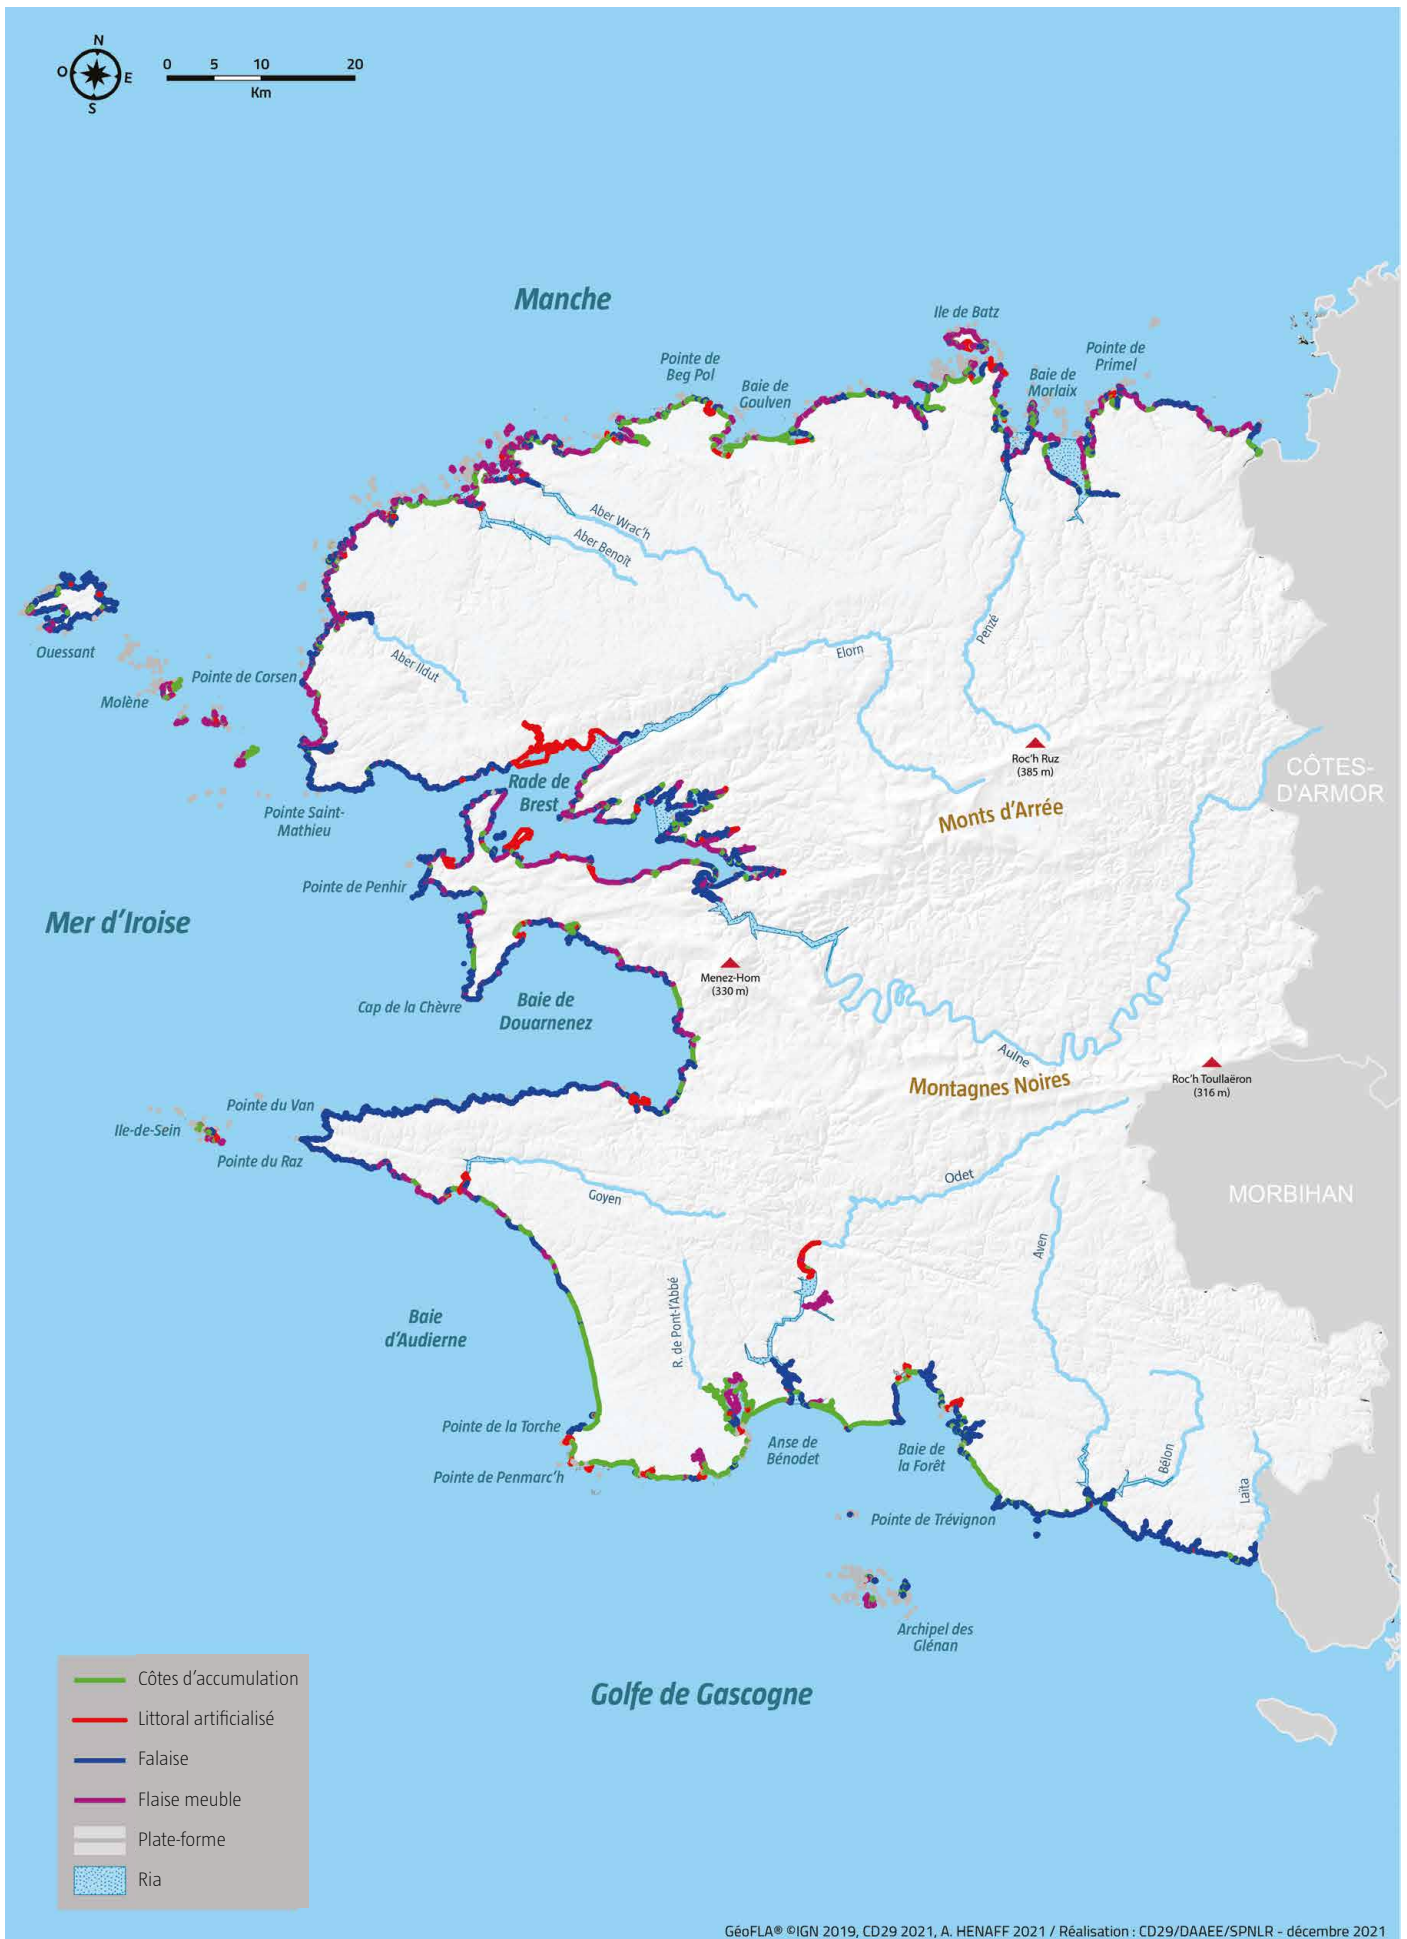 N
O
E
S
0 5 10 20
Km
Manche
Ile de Batz
Pointe de
Primel
Pointe de
Beg Pol
Baie de
Goulven
Baie de
Morlaix
Aber Wrac'h
Aber Benoît
Penzé
Ouessant
Aber Ildut
Elorn
Pointe de Corsen
Molène
Roc'h Ruz
(385 m)
CÔTES-
D'ARMOR
Rade de
Brest
Monts d'Arrée
Pointe Saint-
Mathieu
Pointe de Penhir
Mer d'Iroise
Menez-Hom
(330 m)
Cap de la Chèvre
Baie de
Douarnenez
Aulne
Montagnes Noires
Roc'h Toullaëron
(316 m)
Pointe du Van
Ile-de-Sein
Pointe du Raz
Goyen
Odet
MORBIHAN
Aven
R. de Pont-l'Abbé
Baie
d'Audierne
Pointe de la Torche
Anse de
Bénodet
Baie de
la Forêt
Bélon
Laïta
Pointe de Penmarc'h
Pointe de Trévignon
Archipel des
Glénan
Golfe de Gascogne
Côtes d'accumulation
Littoral artificialisé
Falaise
Flaise meuble
Plate-forme
Ria
GéoFLA® ©IGN 2019, CD29 2021, A. HENAFF 2021 / Réalisation : CD29/DAAEE/SPNLR - décembre 2021